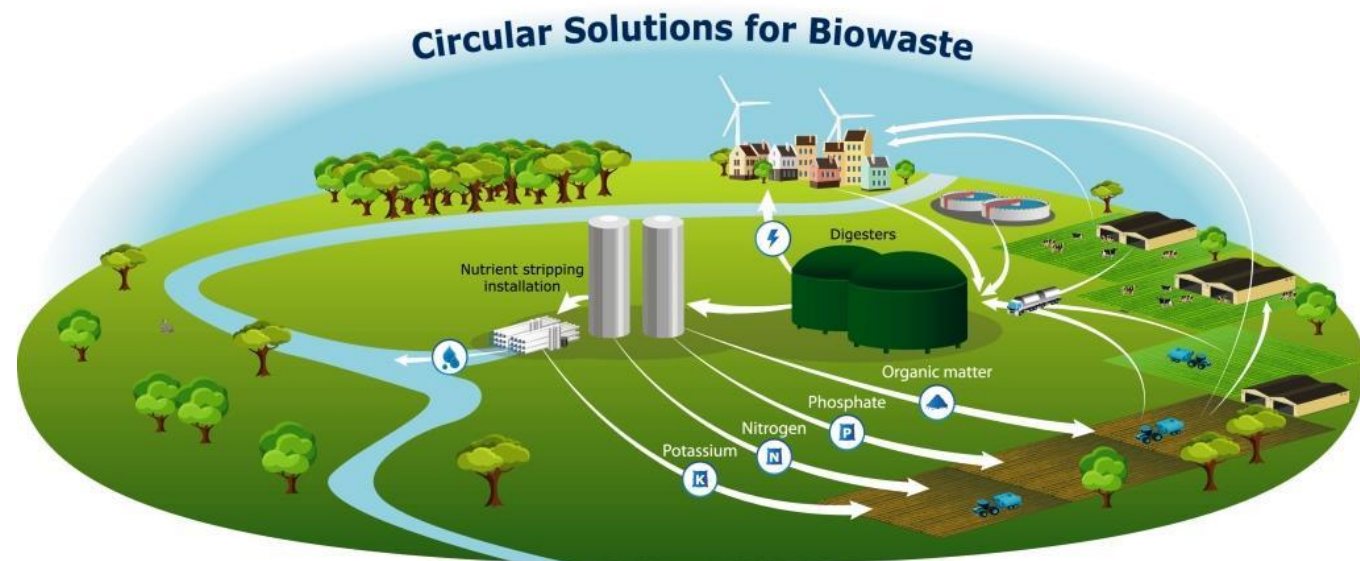 Circular Solutions for Biowaste
Digesters
Nutrient stripping
installation
Organic matter
Phosphate
P
Nitrogen
N
Potassium
K